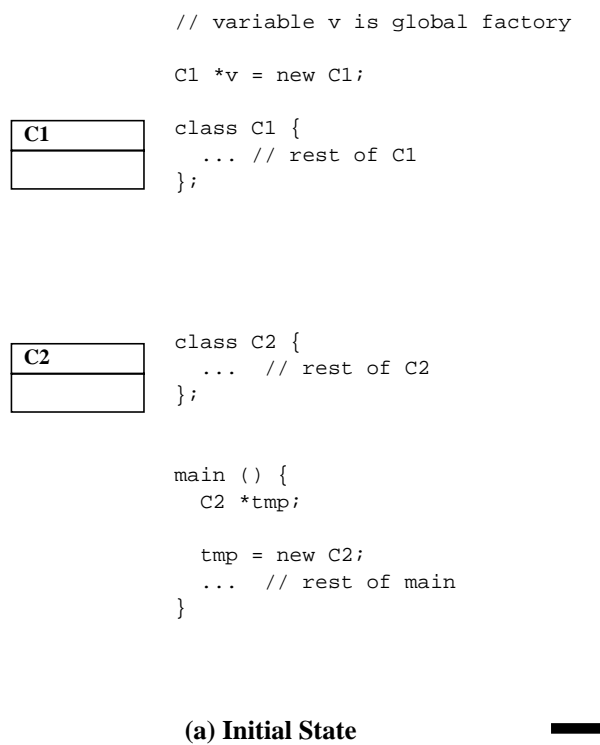 // variable v is global factory
C1 *v = new C1;
C1
class C1 {
... // rest of C1
};
C2
class C2 {
... // rest of C2
};
main () {
C2 *tmp;
tmp = new C2;
... // rest of main
}
(a) Initial State